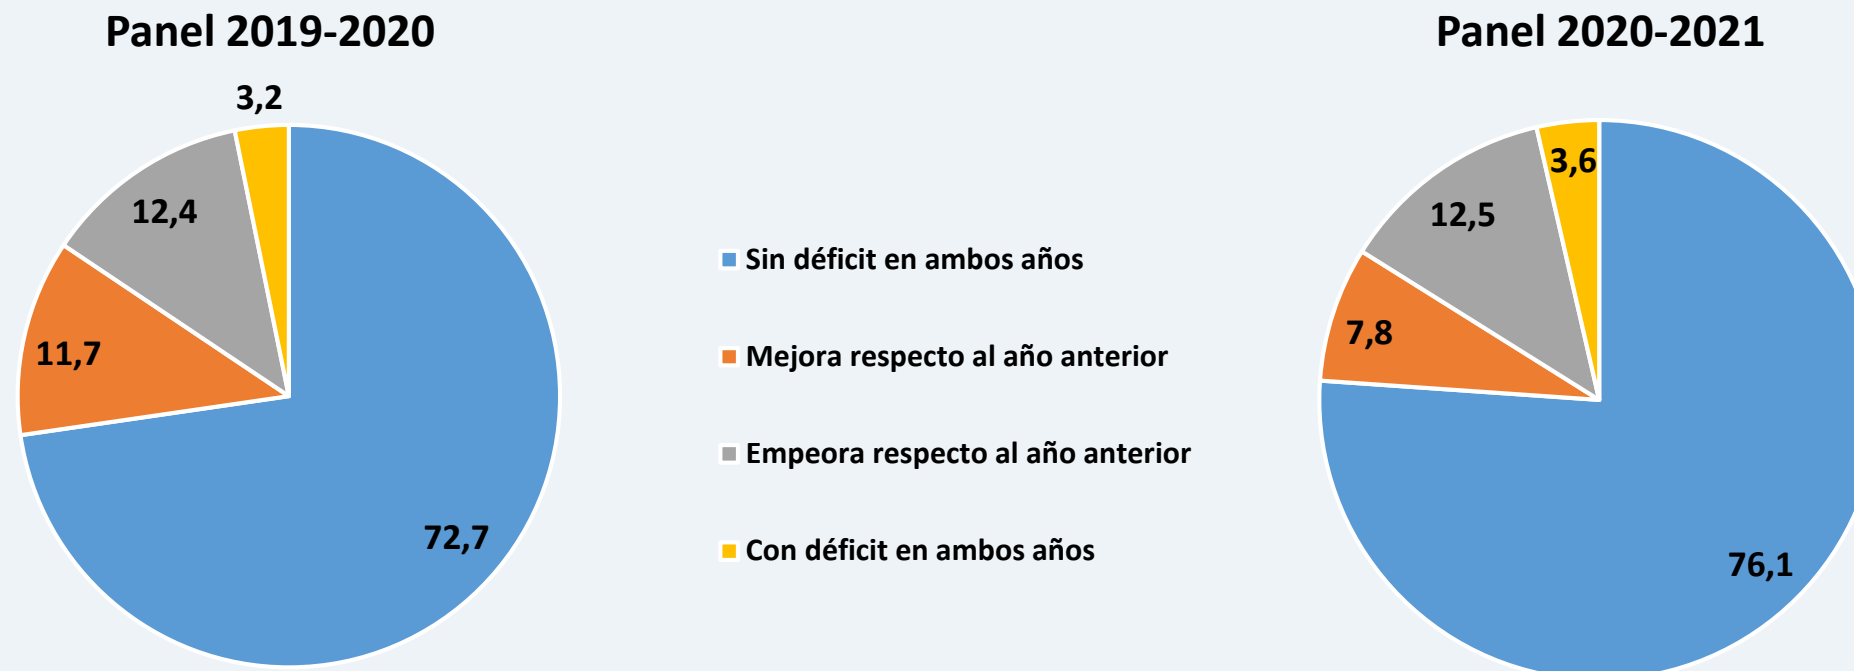 Panel 2019-2020
3,2
12,4
11,7
72,7
Sin déficit en ambos años
Mejora respecto al año anterior
Empeora respecto al año anterior
Con déficit en ambos años
Panel 2020-2021
3,6
12,5
7,8
76,1